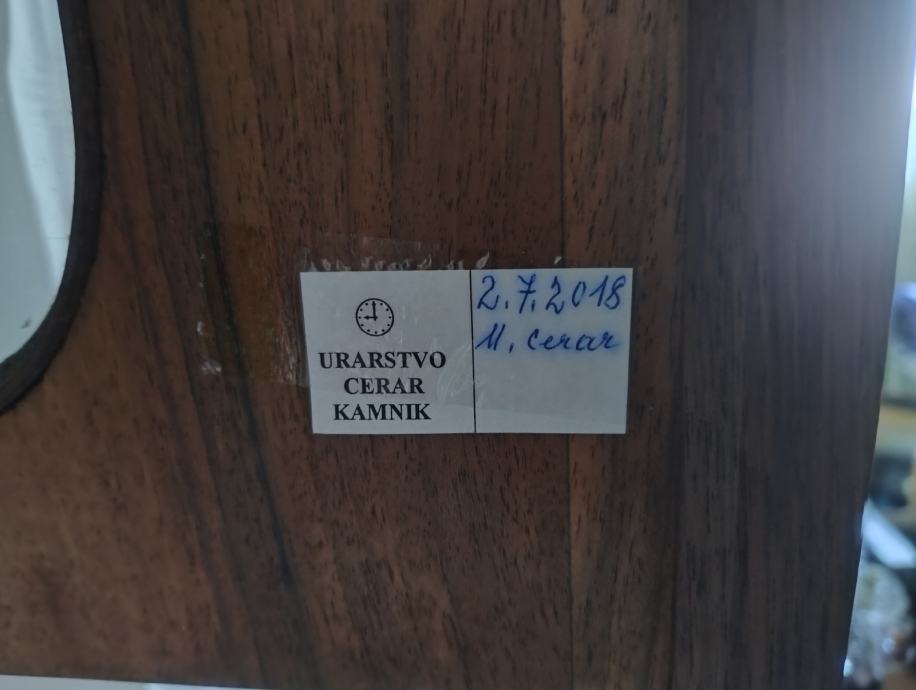 URARSTVO
CERAR
KAMNIK
2.7.2018
M. Cerar